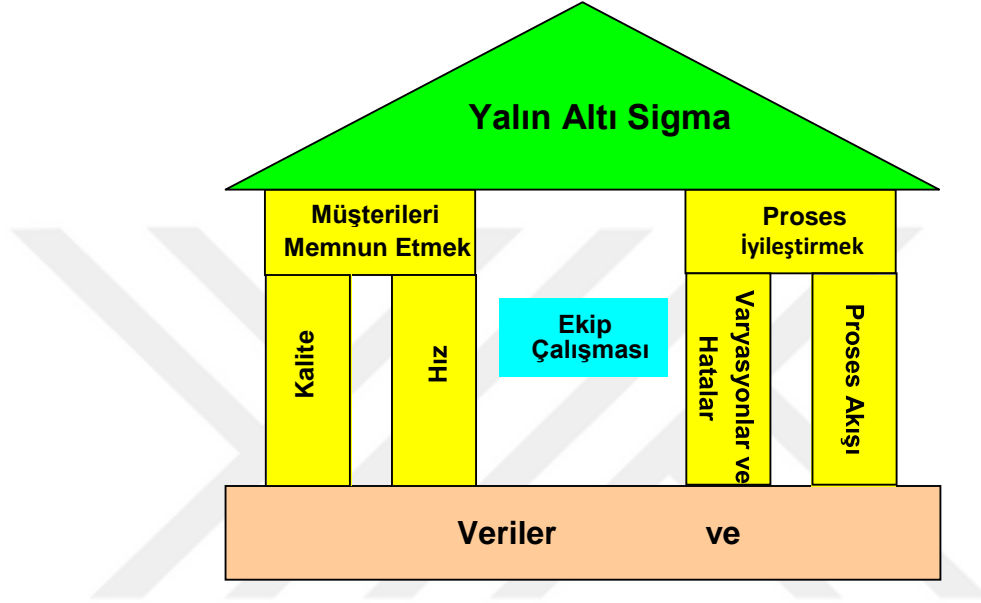 Yalın Altı Sigma
Müşterileri
Memnun Etmek
Proses
İyileştirmek
Kalite
Hız
Ekip
Çalışması
Varyasyonlar ve
Hatalar
Proses Akışı
Veriler ve